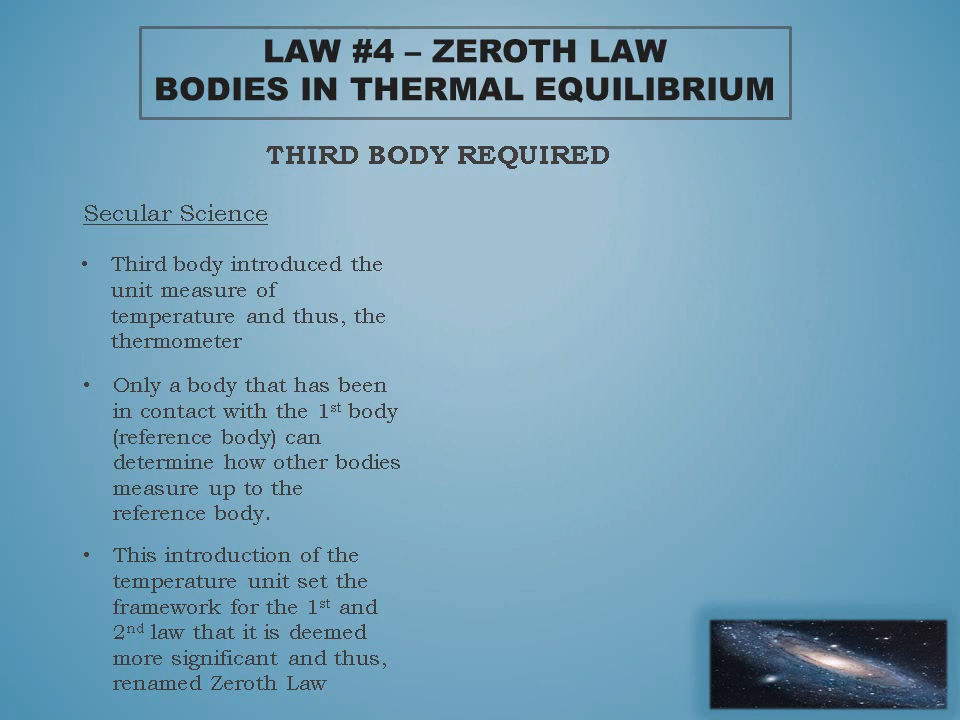 LAW #4 – ZEROTH LAW
BODIES IN THERMAL EQUILIBRIUM
THIRD BODY REQUIRED
Secular Science
• Third body introduced the
unit measure of
temperature and thus, the
thermometer
• Only a body that has been
in contact with the 1st body
(reference body) can
determine how other bodies
measure up to the
reference body.
• This introduction of the
temperature unit set the
framework for the 1st and
2nd law that it is deemed
more significant and thus,
renamed Zeroth Law